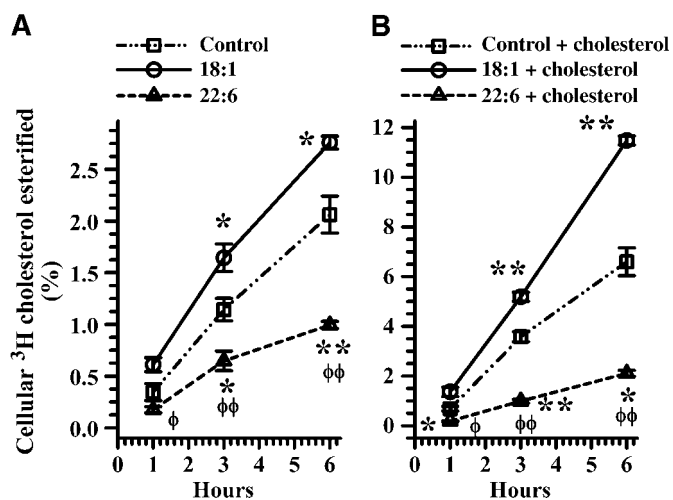 A
Control
18:1
22:6
B
Control + cholesterol
18:1 + cholesterol
22:6 + cholesterol
Cellular ³H cholesterol esterified
(%)
2.5
2.0
1.5
1.0
0.5
0.0
*
*
* *
*
ϕ
ϕϕ
ϕϕ
0 1 2 3 4 5 6
Hours
12
10
8
6
4
2
0
* *
* *
*
* *
*
ϕ
ϕϕ
ϕϕ
0 1 2 3 4 5 6
Hours